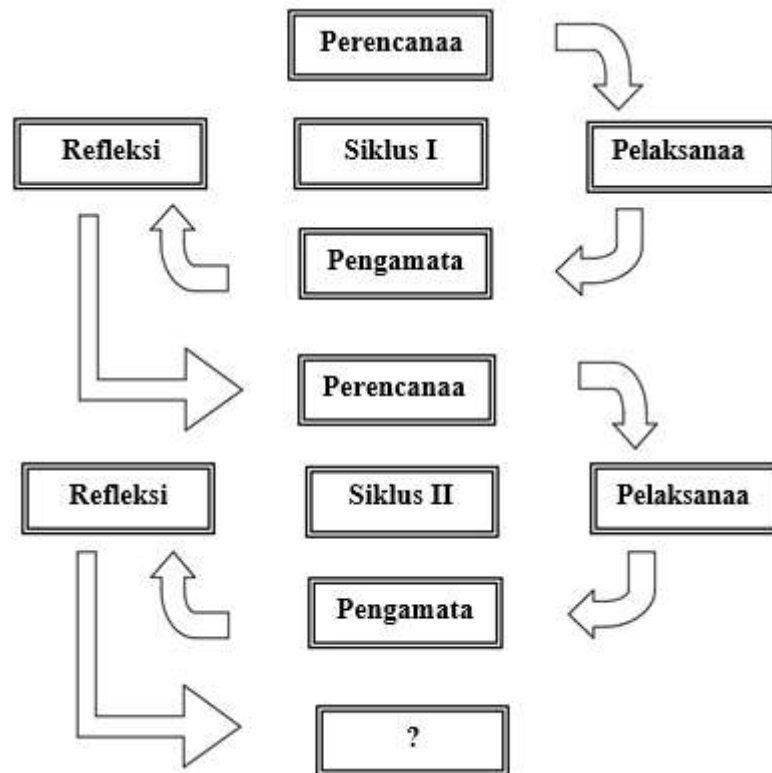 Perencanaa
Refleksi
Siklus I
Pelaksanaa
Pengamata
Perencanaa
Refleksi
Siklus II
Pelaksanaa
Pengamata
?